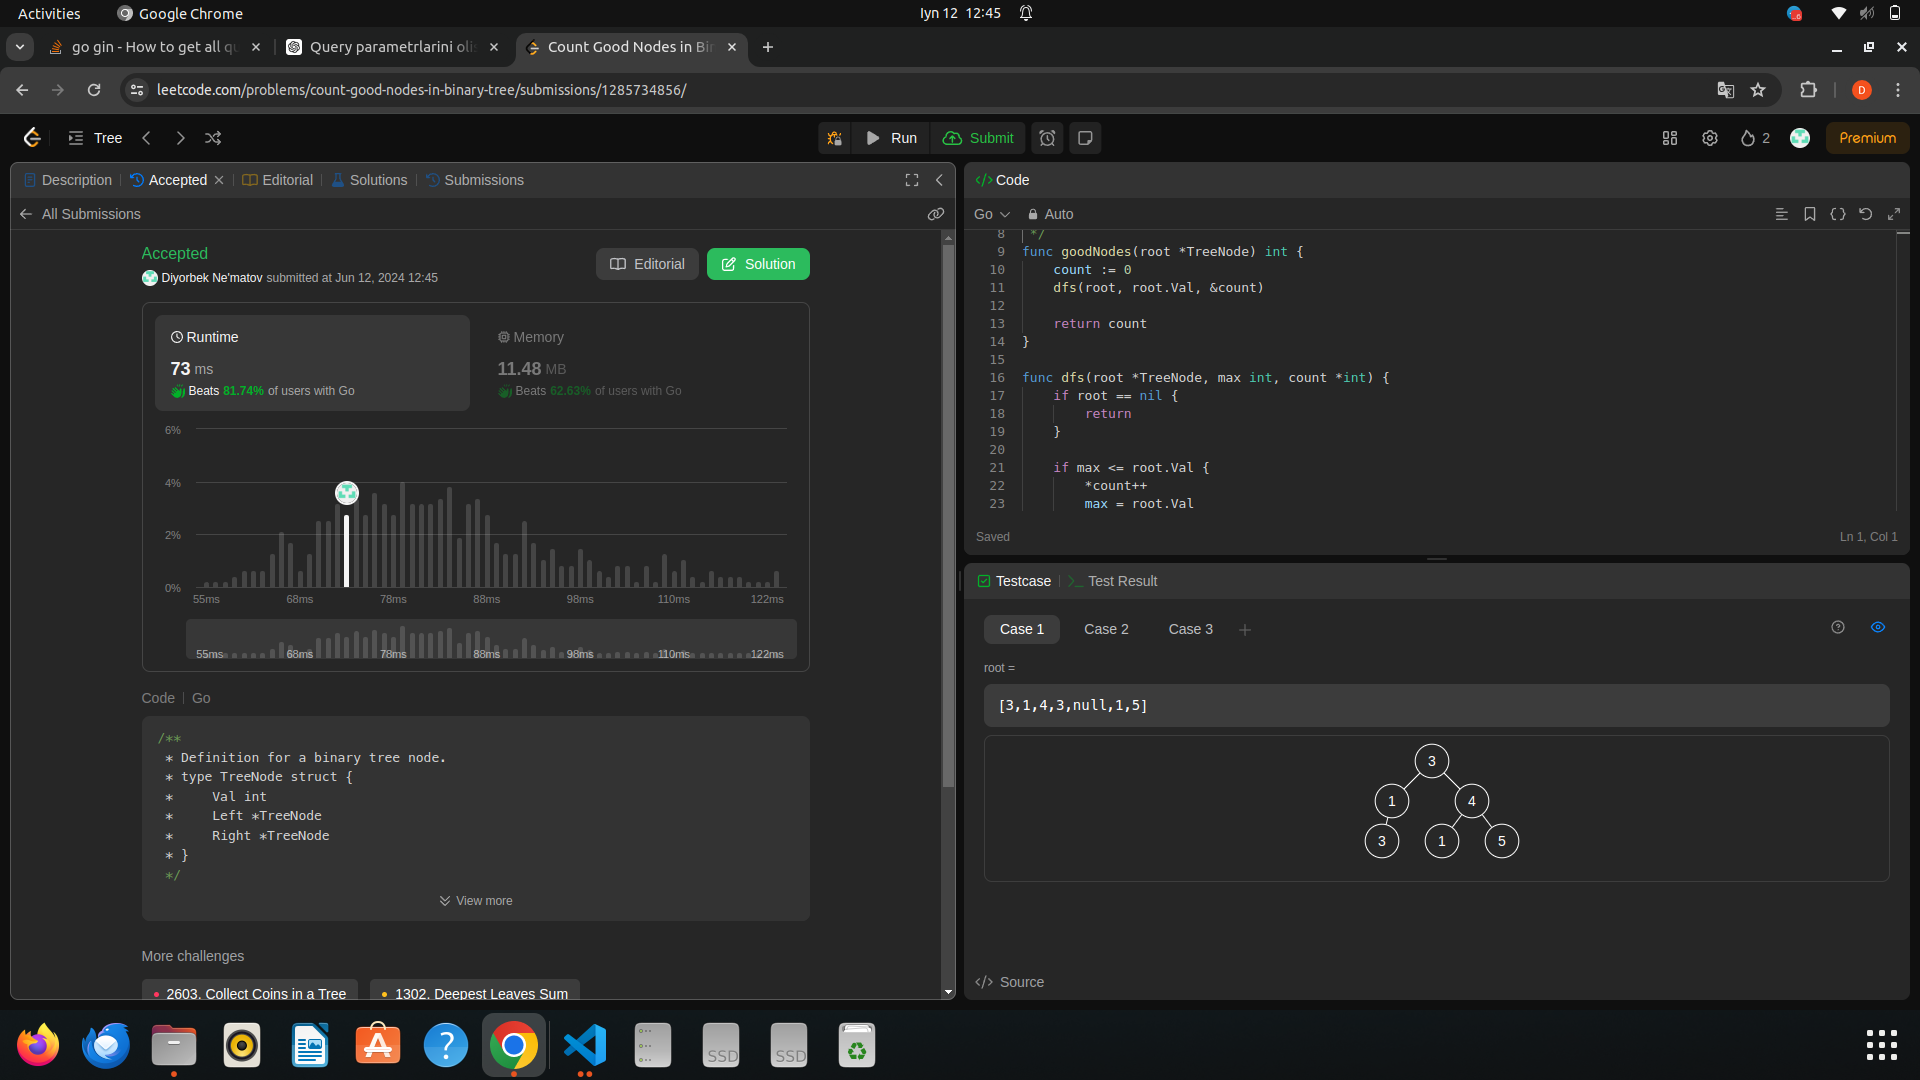 Activities
Google Chrome
Iyn 12 12:45
go gin - How to get all qu
Query parametrlarini olis
Count Good Nodes in Bin
leetcode.com/problems/count-good-nodes-in-binary-tree/submissions/1285734856/
D
Tree
Run
Submit
2
Premium
Description
Accepted
Editorial
Solutions
Submissions
All Submissions
Accepted
Diyorbek Ne'matov submitted at Jun 12, 2024 12:45
Editorial
Solution
Runtime
73 ms
Beats 81.74% of users with Go
Memory
11.48 MB
Beats 62.63% of users with Go
6%
4%
2%
0%
55ms 68ms 78ms 88ms 98ms 110ms 122ms
55ms 68ms 78ms 88ms 98ms 110ms 122ms
Code | Go
/**
 * Definition for a binary tree node.
 * type TreeNode struct {
 *     Val int
 *     Left *TreeNode
 *     Right *TreeNode
 * }
 */
View more
More challenges
2603. Collect Coins in a Tree
1302. Deepest Leaves Sum
</> Code
Go
Auto
8  */
9 func goodNodes(root *TreeNode) int {
10     count := 0
11     dfs(root, root.Val, &count)
12
13     return count
14 }
15
16 func dfs(root *TreeNode, max int, count *int) {
17     if root == nil {
18         return
19     }
20
21     if max <= root.Val {
22         *count++
23         max = root.Val
Saved
Ln 1, Col 1
Testcase
>_ Test Result
Case 1
Case 2
Case 3
root =
[3,1,4,3,null,1,5]
3
1 4
3 1 5
</> Source
SSD
SSD